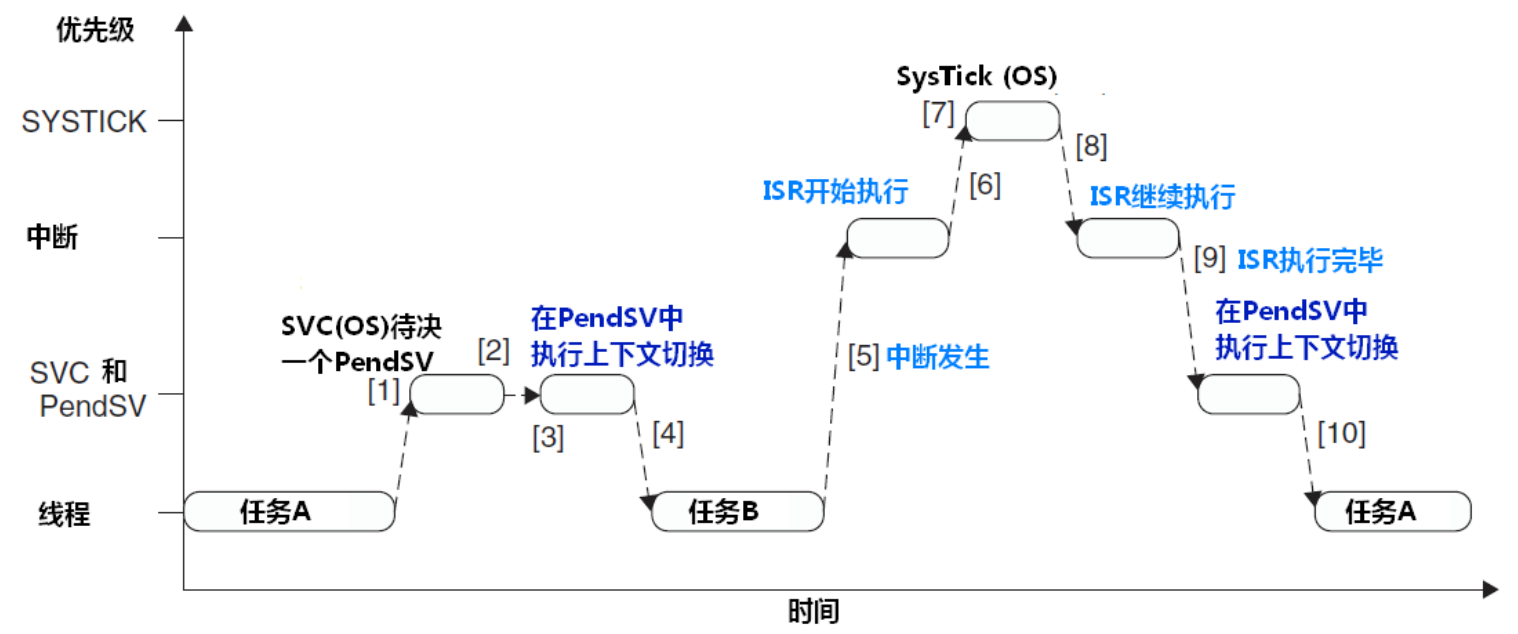 优先级
SysTick (OS)
SYSTICK
[7]
[8]
ISR开始执行
[6]
ISR继续执行
中断
[9] ISR执行完毕
SVC(OS)待决
一个PendSV
[2]
在PendSV中
执行上下文切换
[5] 中断发生
在PendSV中
执行上下文切换
SVC 和
PendSV
[1]
[3]
[4]
[10]
线程
任务A
任务B
任务A
时间